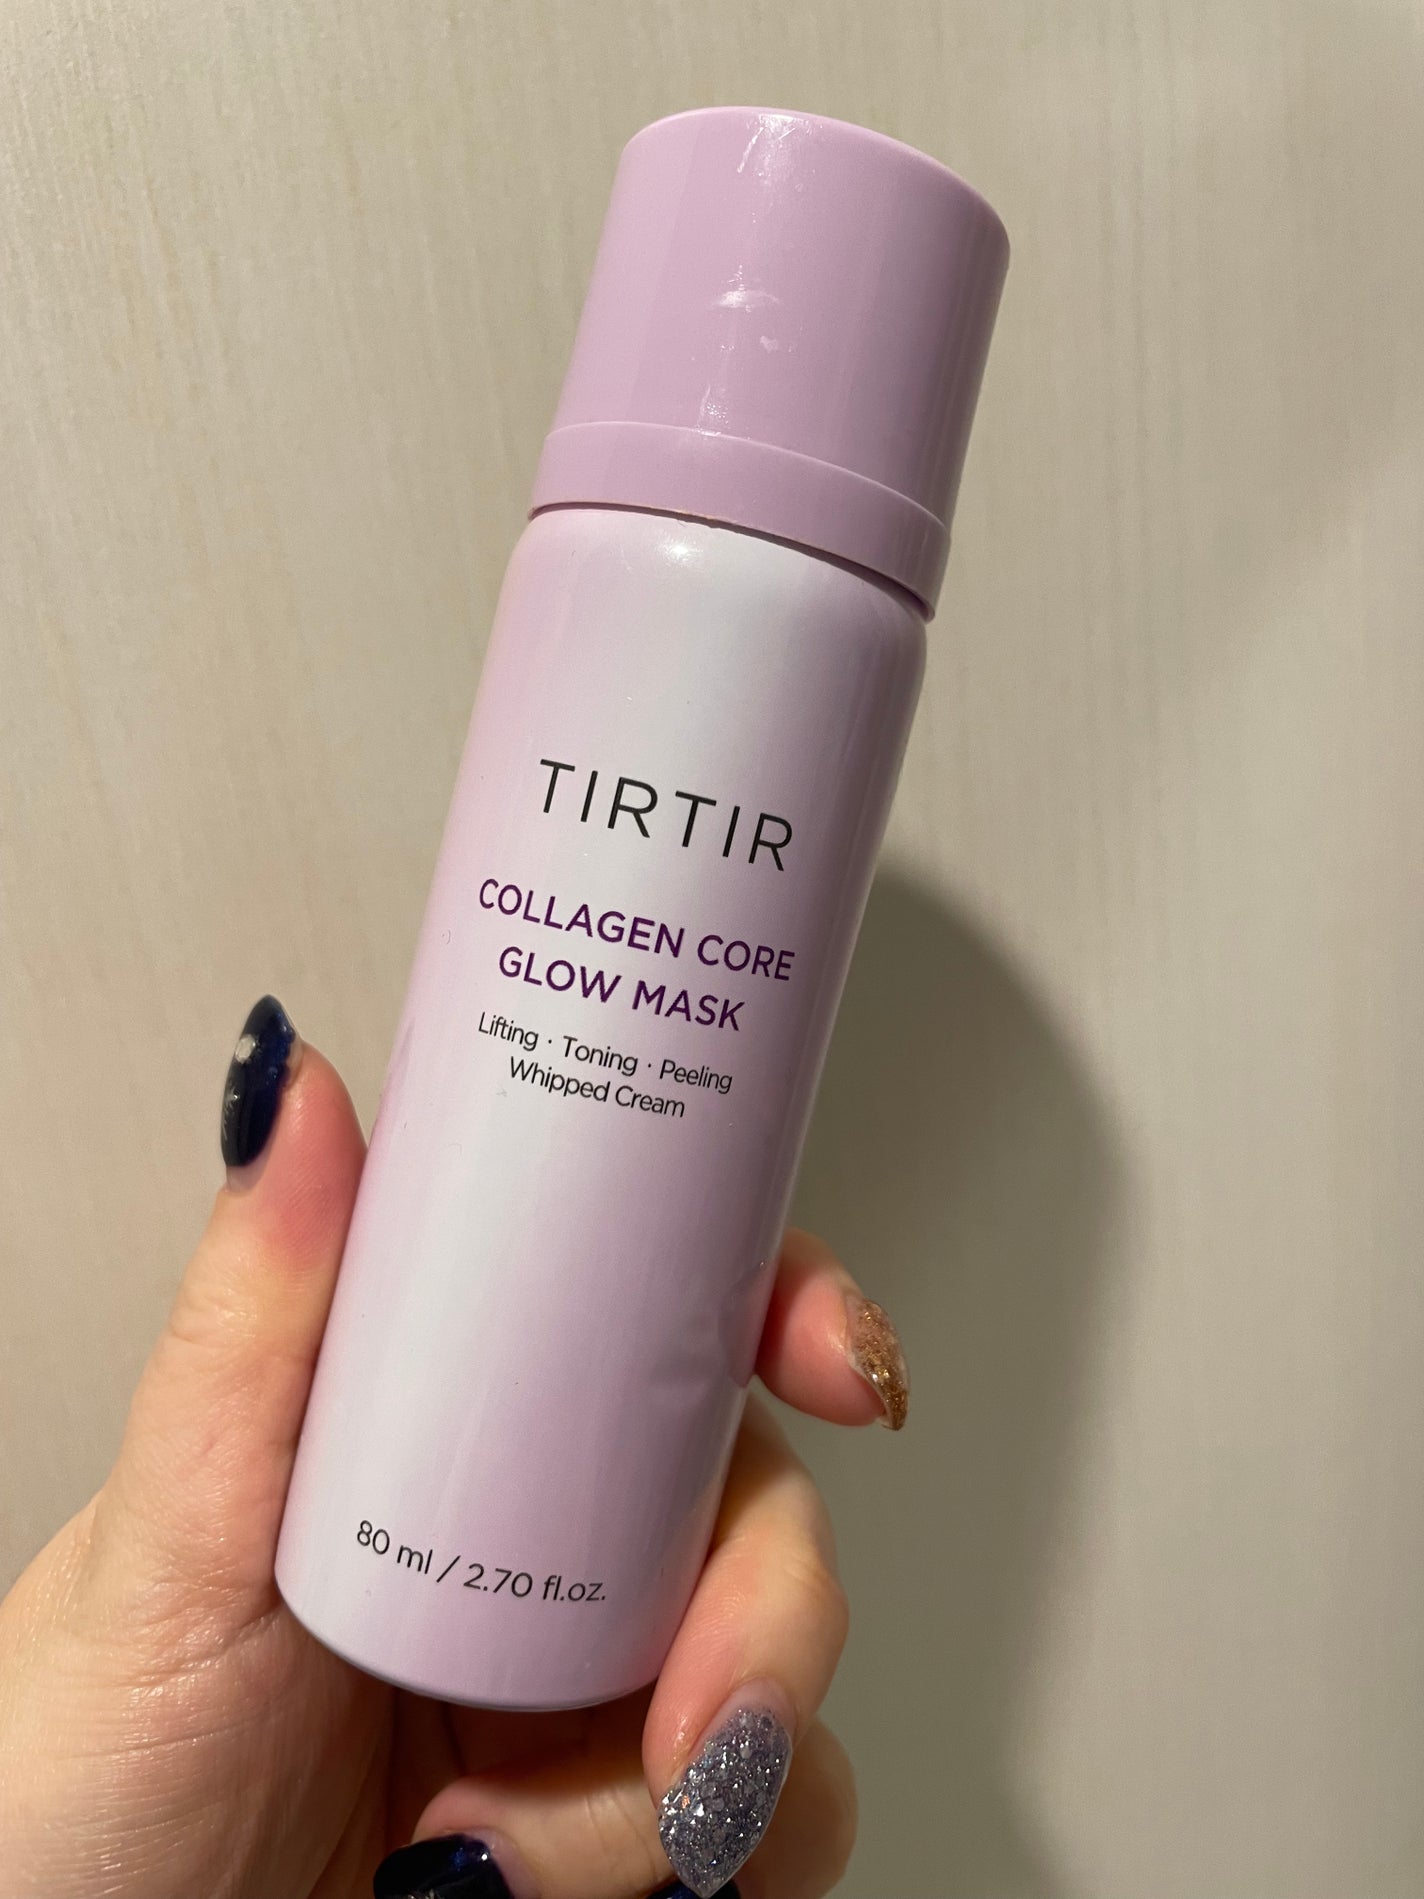 TIRTIR
COLLAGEN CORE
GLOW MASK
Lifting · Toning · Peeling
Whipped Cream
80 ml / 2.70 fl.oz.